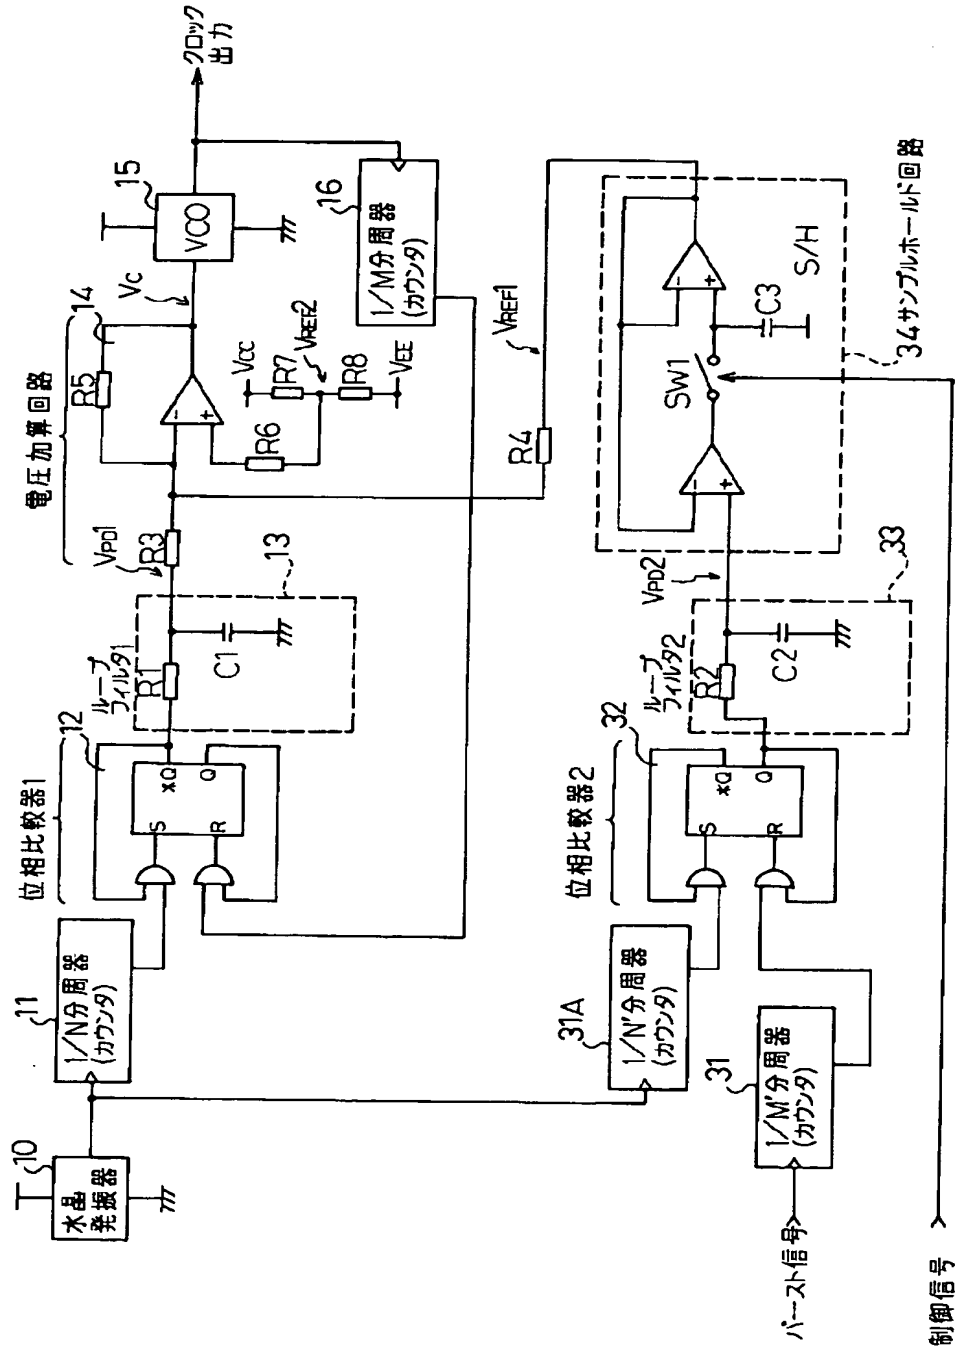 10
水晶
発振器
11
1/N分周器
(カウンタ)
位相比較器1
12
S
R
*Q
Q
ループ
フィルタ1
R1
C1
13
VPD1
R3
電圧加算回路
14
R5
-
+
R6
VCC
R7
VREF2
R8
VEE
VC
15
VCO
クロック
出力
16
1/M分周器
(カウンタ)
31A
1/N'分周器
(カウンタ)
31
1/M'分周器
(カウンタ)
バースト信号
制御信号
位相比較器2
32
S
R
*Q
Q
ループ
フィルタ2
R2
C2
33
VPD2
R4
VREF1
-
+
SW1
-
+
C3
S/H
34サンプルホールド回路